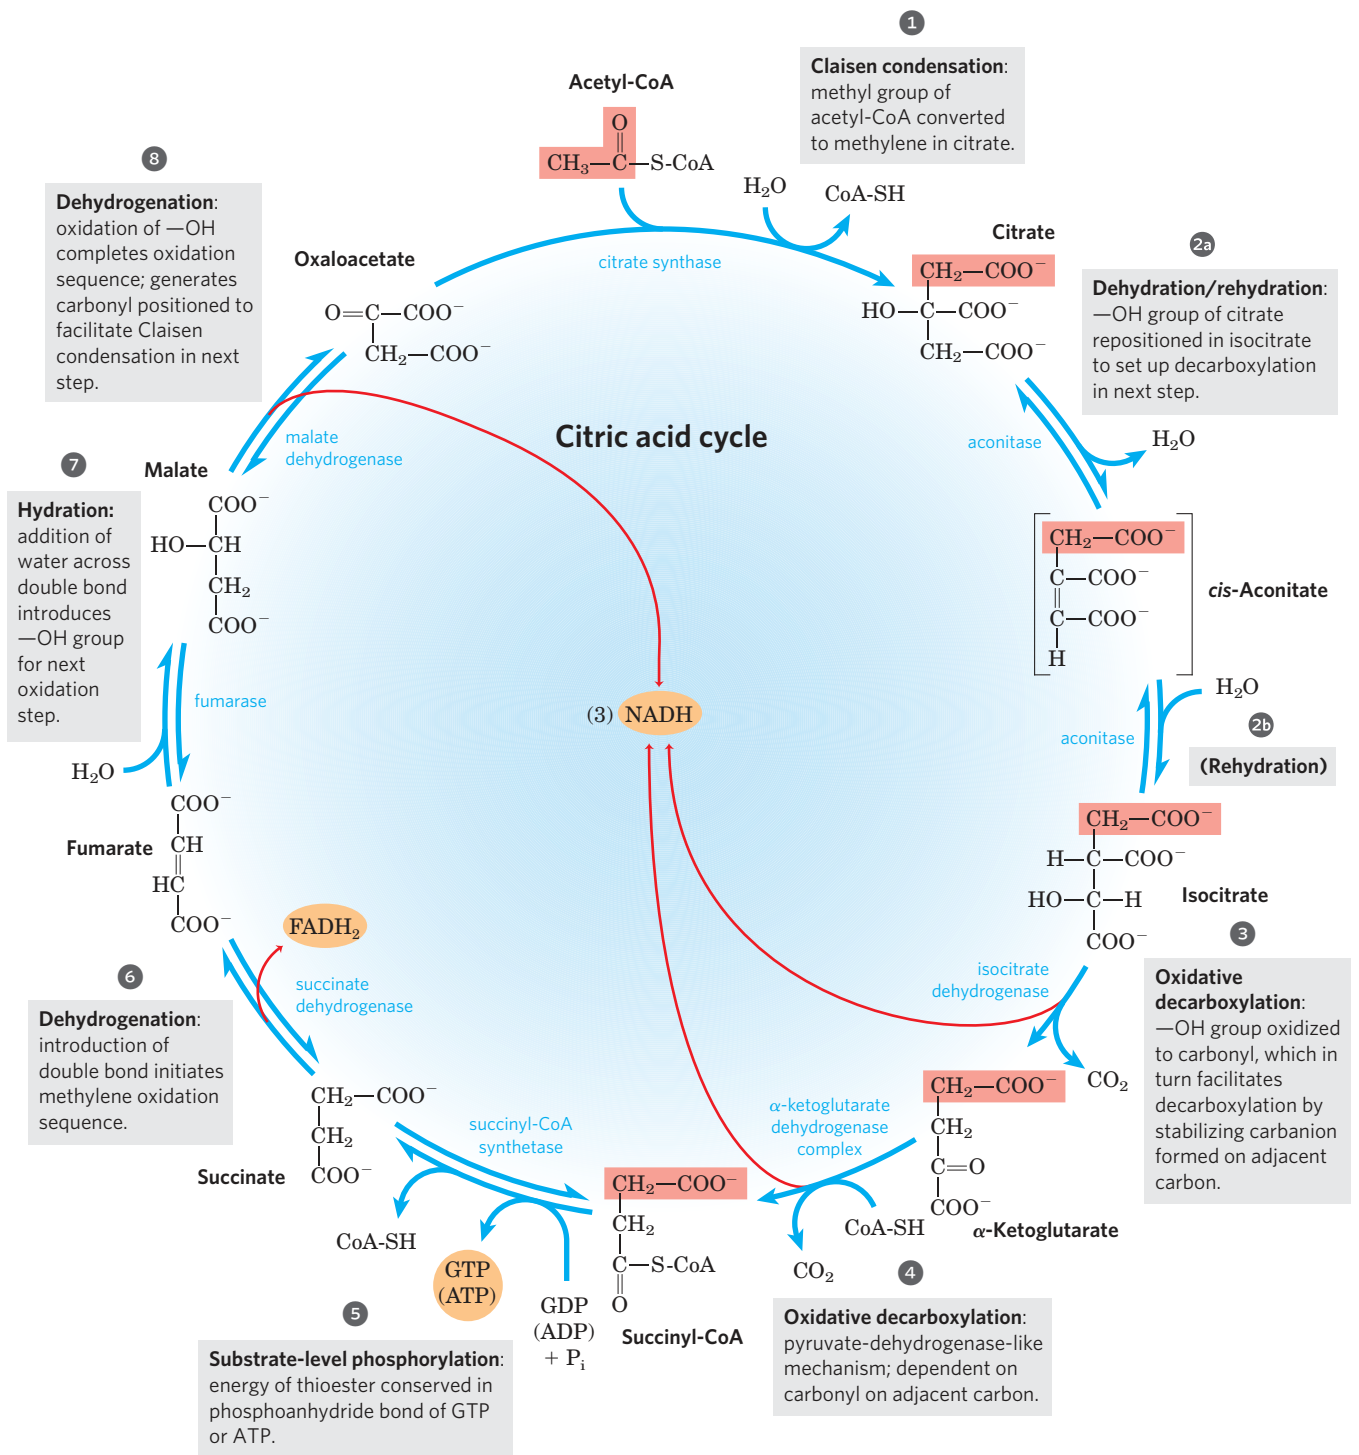 1
Claisen condensation:
methyl group of
acetyl-CoA converted
to methylene in citrate.
Acetyl-CoA
O
CH₃—C—S-CoA
H₂O
CoA-SH
citrate synthase
Citrate
CH₂—COO⁻
HO—C—COO⁻
CH₂—COO⁻
2a
Dehydration/rehydration:
—OH group of citrate
repositioned in isocitrate
to set up decarboxylation
in next step.
aconitase
H₂O
CH₂—COO⁻
C—COO⁻
C—COO⁻
H
cis-Aconitate
aconitase
H₂O
2b
(Rehydration)
CH₂—COO⁻
H—C—COO⁻
HO—C—H
COO⁻
Isocitrate
3
Oxidative
decarboxylation:
—OH group oxidized
to carbonyl, which in
turn facilitates
decarboxylation by
stabilizing carbanion
formed on adjacent
carbon.
isocitrate
dehydrogenase
CO₂
CH₂—COO⁻
CH₂
C=O
COO⁻
α-Ketoglutarate
α-ketoglutarate
dehydrogenase
complex
CoA-SH
CO₂
4
Oxidative decarboxylation:
pyruvate-dehydrogenase-like
mechanism; dependent on
carbonyl on adjacent carbon.
CH₂—COO⁻
CH₂
C—S-CoA
O
Succinyl-CoA
succinyl-CoA
synthetase
GDP
(ADP)
+ Pᵢ
GTP
(ATP)
CoA-SH
5
Substrate-level phosphorylation:
energy of thioester conserved in
phosphoanhydride bond of GTP
or ATP.
CH₂—COO⁻
CH₂
COO⁻
Succinate
6
Dehydrogenation:
introduction of
double bond initiates
methylene oxidation
sequence.
succinate
dehydrogenase
FADH₂
COO⁻
CH
HC
COO⁻
Fumarate
H₂O
fumarase
7
Hydration:
addition of
water across
double bond
introduces
—OH group
for next
oxidation
step.
Malate
COO⁻
HO—CH
CH₂
COO⁻
malate
dehydrogenase
8
Dehydrogenation:
oxidation of —OH
completes oxidation
sequence; generates
carbonyl positioned to
facilitate Claisen
condensation in next
step.
Oxaloacetate
O=C—COO⁻
CH₂—COO⁻
Citric acid cycle
(3) NADH